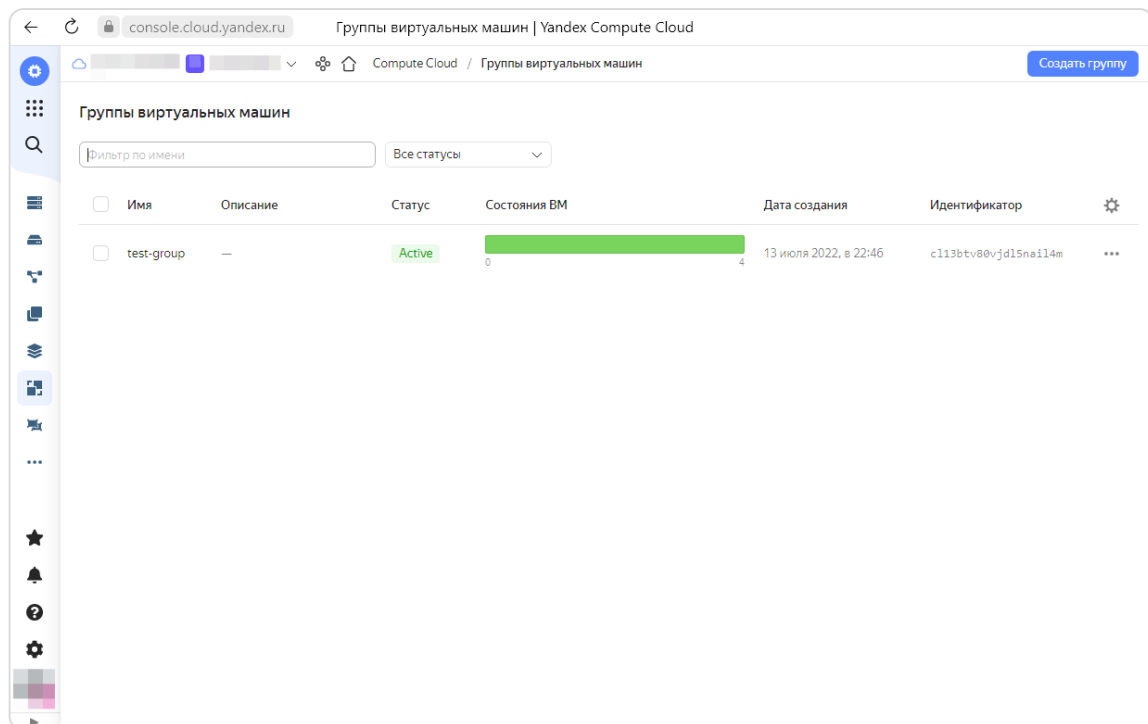 console.cloud.yandex.ru Группы виртуальных машин | Yandex Compute Cloud
Compute Cloud / Группы виртуальных машин Создать группу
Группы виртуальных машин
Фильтр по имени Все статусы
Имя Описание Статус Состояния ВМ Дата создания Идентификатор
test-group — Active 0 4 13 июля 2022, в 22:46 cl13btv80vjdl5nail4m